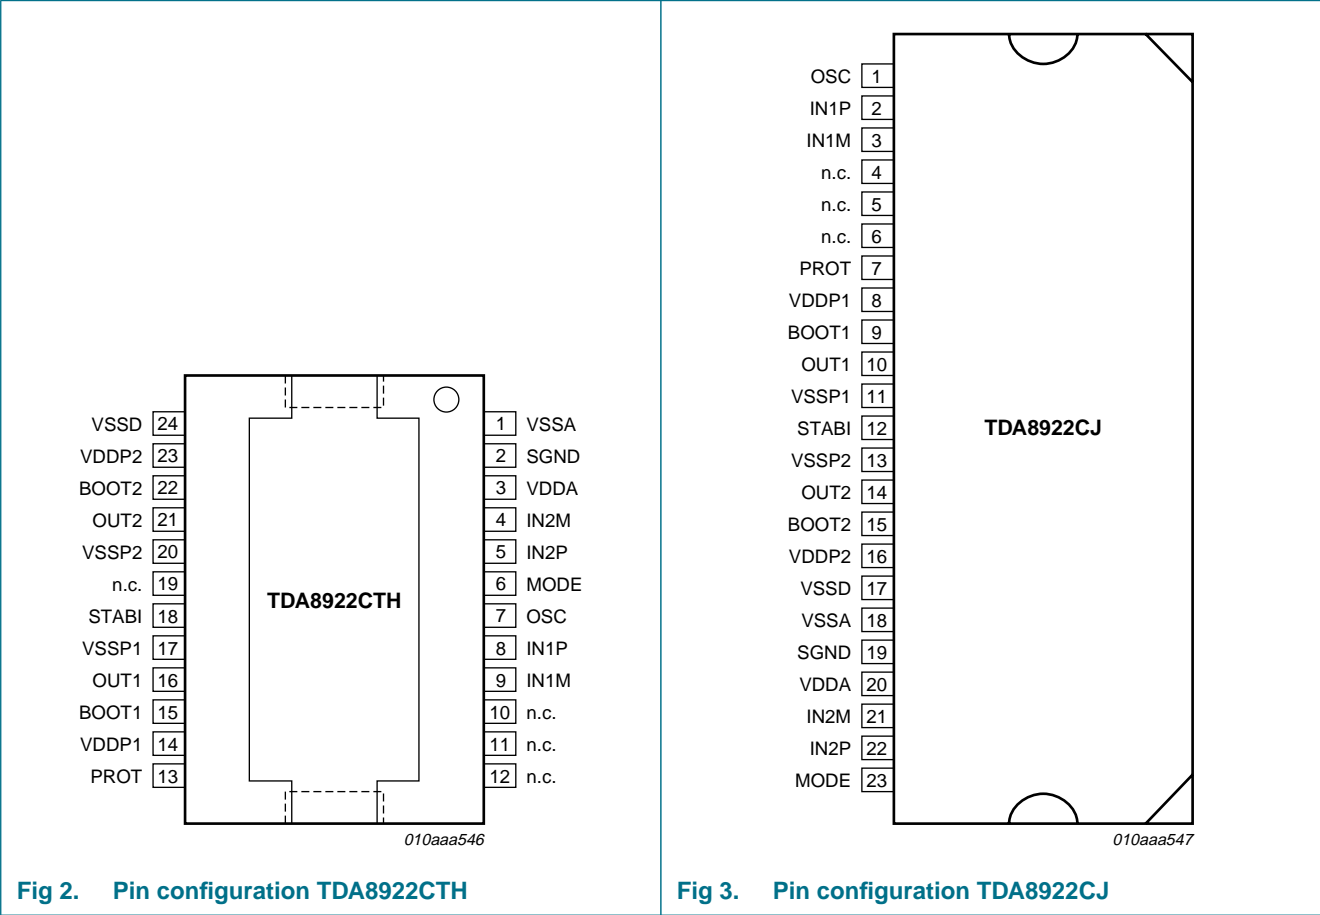 VSSD 24
VDDP2 23
BOOT2 22
OUT2 21
VSSP2 20
n.c. 19
STABI 18
VSSP1 17
OUT1 16
BOOT1 15
VDDP1 14
PROT 13
TDA8922CTH
1 VSSA
2 SGND
3 VDDA
4 IN2M
5 IN2P
6 MODE
7 OSC
8 IN1P
9 IN1M
10 n.c.
11 n.c.
12 n.c.
010aaa546
Fig 2. Pin configuration TDA8922CTH
OSC 1
IN1P 2
IN1M 3
n.c. 4
n.c. 5
n.c. 6
PROT 7
VDDP1 8
BOOT1 9
OUT1 10
VSSP1 11
STABI 12
VSSP2 13
OUT2 14
BOOT2 15
VDDP2 16
VSSD 17
VSSA 18
SGND 19
VDDA 20
IN2M 21
IN2P 22
MODE 23
TDA8922CJ
010aaa547
Fig 3. Pin configuration TDA8922CJ